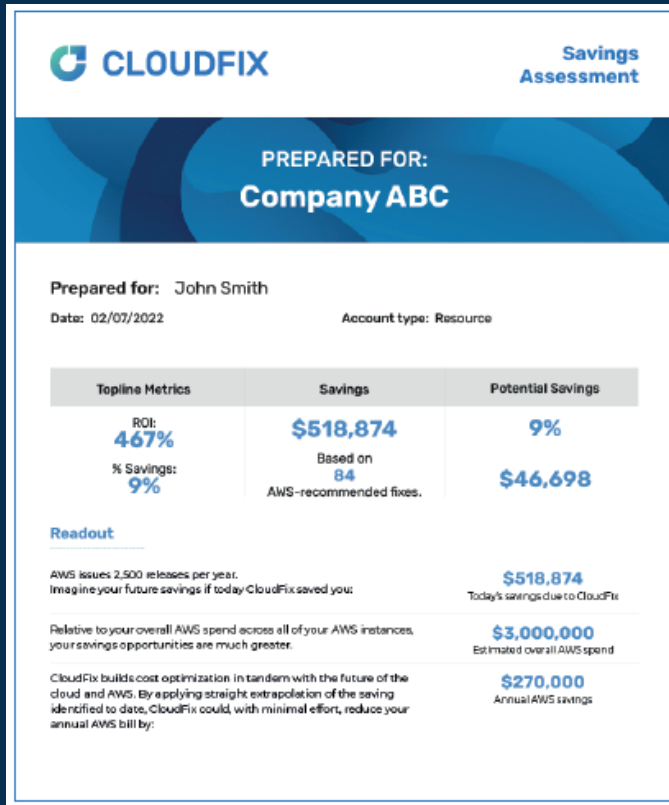 CLOUDFIX
Savings
Assessment
PREPARED FOR:
Company ABC
Prepared for: John Smith
Date: 02/07/2022
Account type: Resource
Topline Metrics
Savings
Potential Savings
ROI:
467%
% Savings:
9%
$518,874
Based on
84
AWS-recommended fixes.
9%
$46,698
Readout
AWS issues 2,500 releases per year.
Imagine your future savings if today CloudFix saved you:
$518,874
Today's savings due to CloudFix
Relative to your overall AWS spend across all of your AWS instances,
your savings opportunities are much greater.
$3,000,000
Estimated overall AWS spend
CloudFix builds cost optimization in tandem with the future of the
cloud and AWS. By applying straight extrapolation of the saving
identified to date, CloudFix could, with minimal effort, reduce your
annual AWS bill by:
$270,000
Annual AWS savings